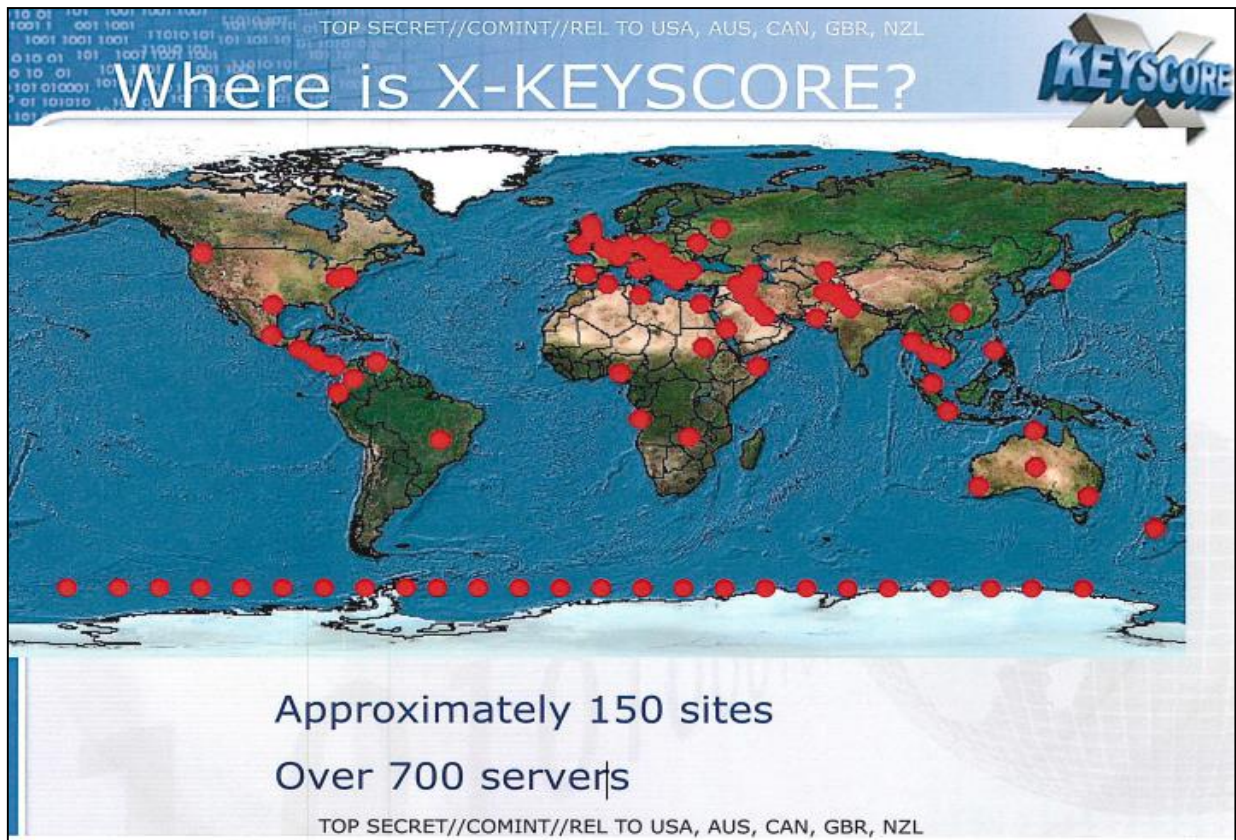 TOP SECRET//COMINT//REL TO USA, AUS, CAN, GBR, NZL
Where is X-KEYSCORE?
X
KEYSCORE
Approximately 150 sites
Over 700 servers
TOP SECRET//COMINT//REL TO USA, AUS, CAN, GBR, NZL